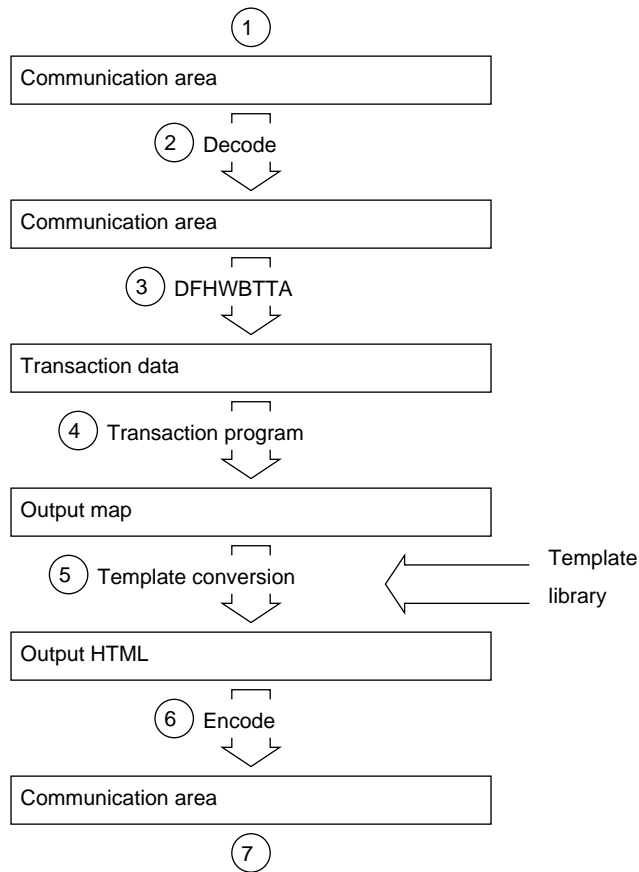 1
Communication area
2 Decode
Communication area
3 DFHWBTTA
Transaction data
4 Transaction program
Output map
5 Template conversion
Template
library
Output HTML
6 Encode
Communication area
7